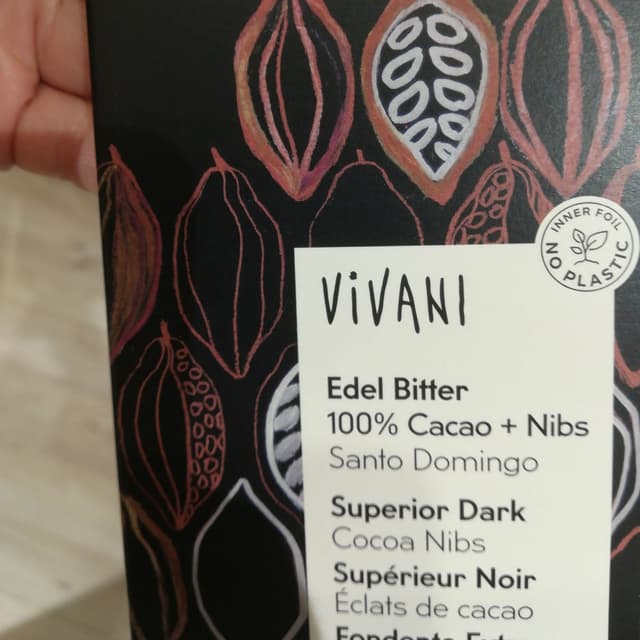 INNER FOIL
NO PLASTIC
ViVANi
Edel Bitter
100% Cacao + Nibs
Santo Domingo
Superior Dark
Cocoa Nibs
Supérieur Noir
Éclats de cacao
Fondente